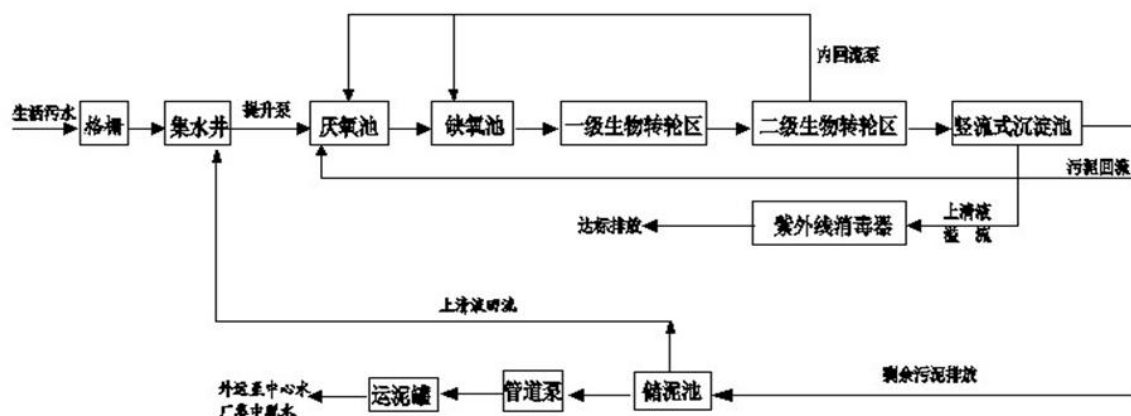 内回流泵
生活污水
格栅
集水井
提升泵
厌氧池
缺氧池
一级生物转轮区
二级生物转轮区
竖流式沉淀池
污泥回流
达标排放
紫外线消毒器
上清液
溢 流
上清液回流
外运至中心水
厂集中脱水
运泥罐
管道泵
储泥池
剩余污泥排放